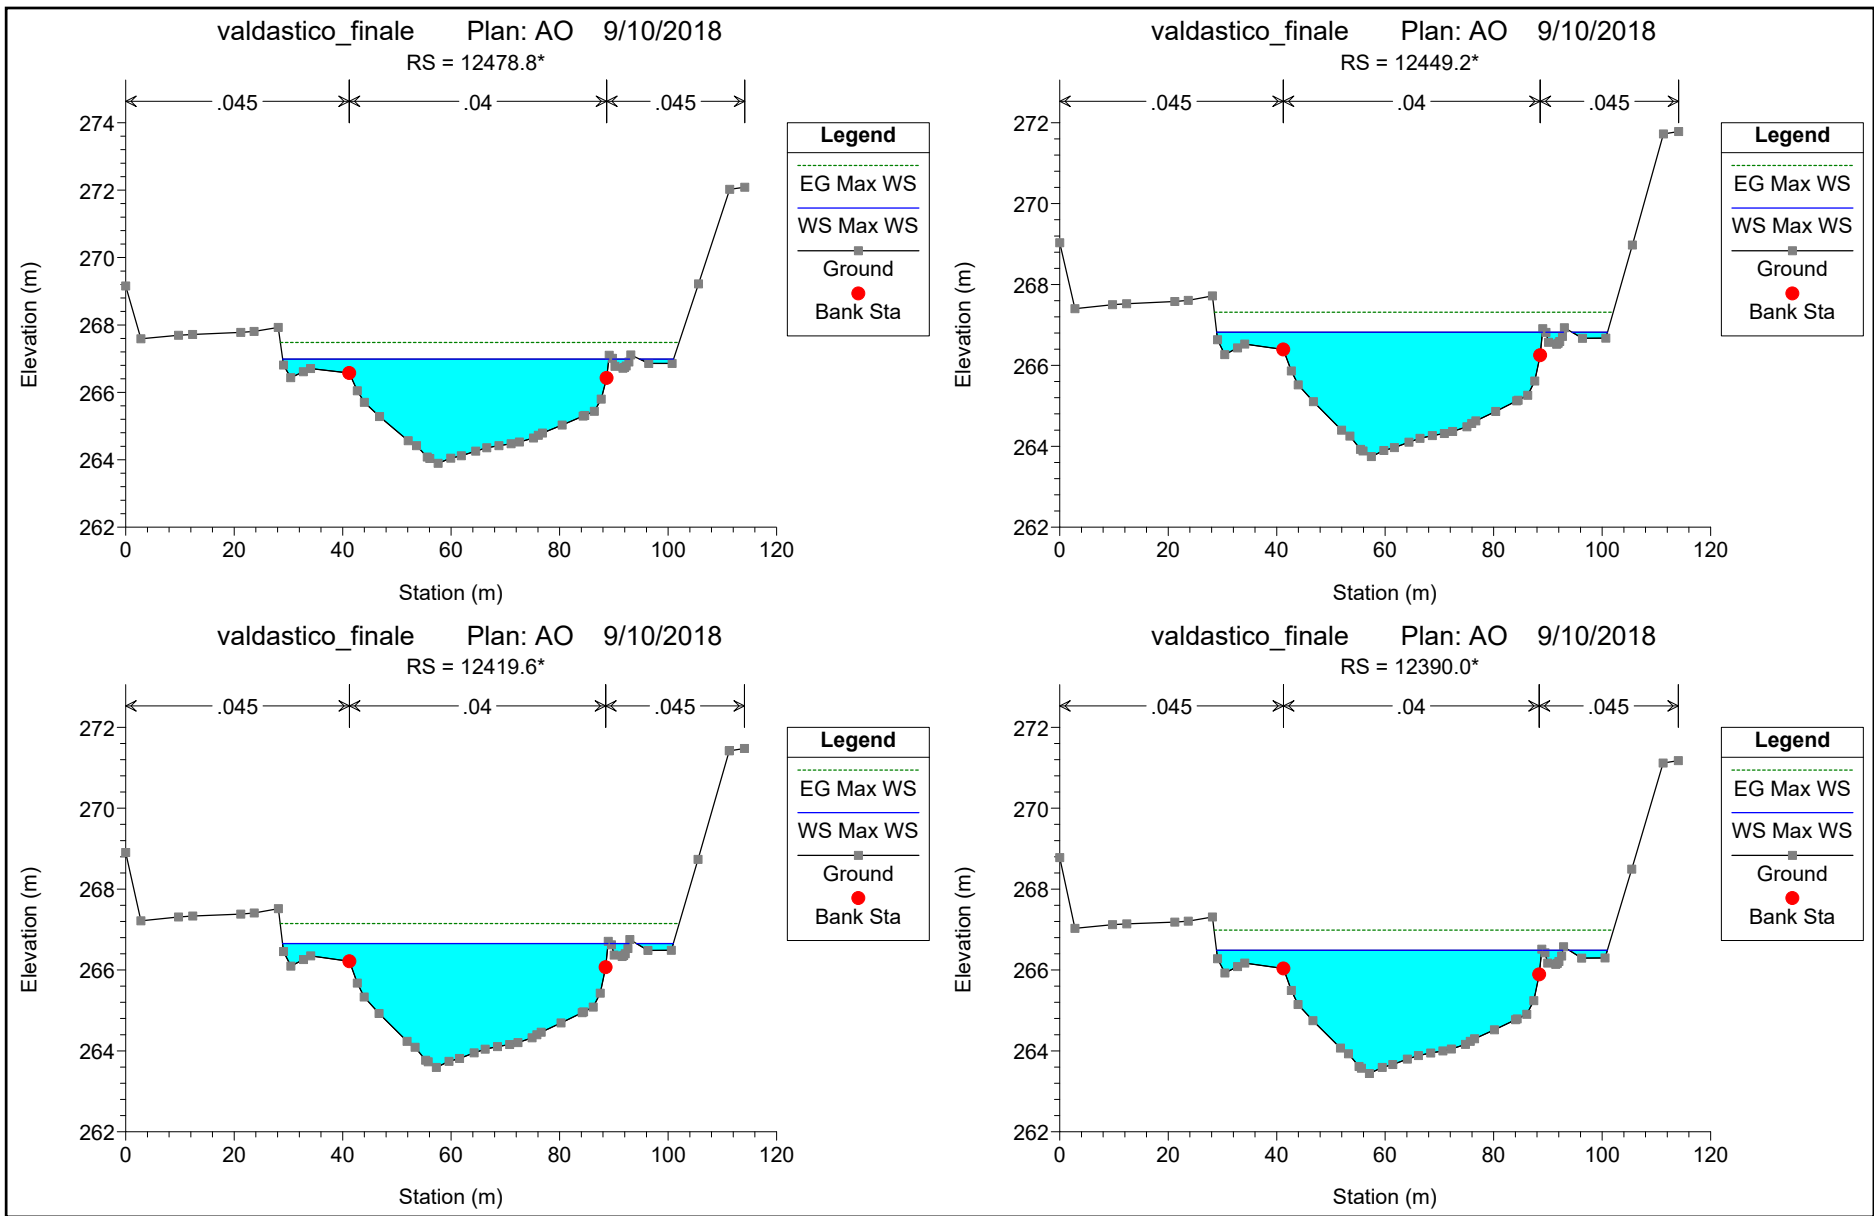 valdastico_finale Plan: AO 9/10/2018
RS = 12478.8*
.045 .04 .045
274
272
270
268
266
264
262
0 20 40 60 80 100 120
Elevation (m)
Station (m)
Legend
EG Max WS
WS Max WS
Ground
Bank Sta
valdastico_finale Plan: AO 9/10/2018
RS = 12449.2*
.045 .04 .045
272
270
268
266
264
262
0 20 40 60 80 100 120
Elevation (m)
Station (m)
Legend
EG Max WS
WS Max WS
Ground
Bank Sta
valdastico_finale Plan: AO 9/10/2018
RS = 12419.6*
.045 .04 .045
272
270
268
266
264
262
0 20 40 60 80 100 120
Elevation (m)
Station (m)
Legend
EG Max WS
WS Max WS
Ground
Bank Sta
valdastico_finale Plan: AO 9/10/2018
RS = 12390.0*
.045 .04 .045
272
270
268
266
264
262
0 20 40 60 80 100 120
Elevation (m)
Station (m)
Legend
EG Max WS
WS Max WS
Ground
Bank Sta